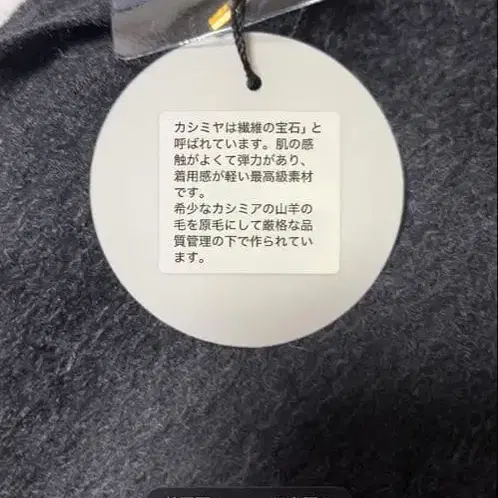 カシミヤは繊維の宝石」と
呼ばれています。肌の感
触がよくて弾力があり、
着用感が軽い最高級素材
です。
希少なカシミアの山羊の
毛を原毛にして厳格な品
質管理の下で作られてい
ます。